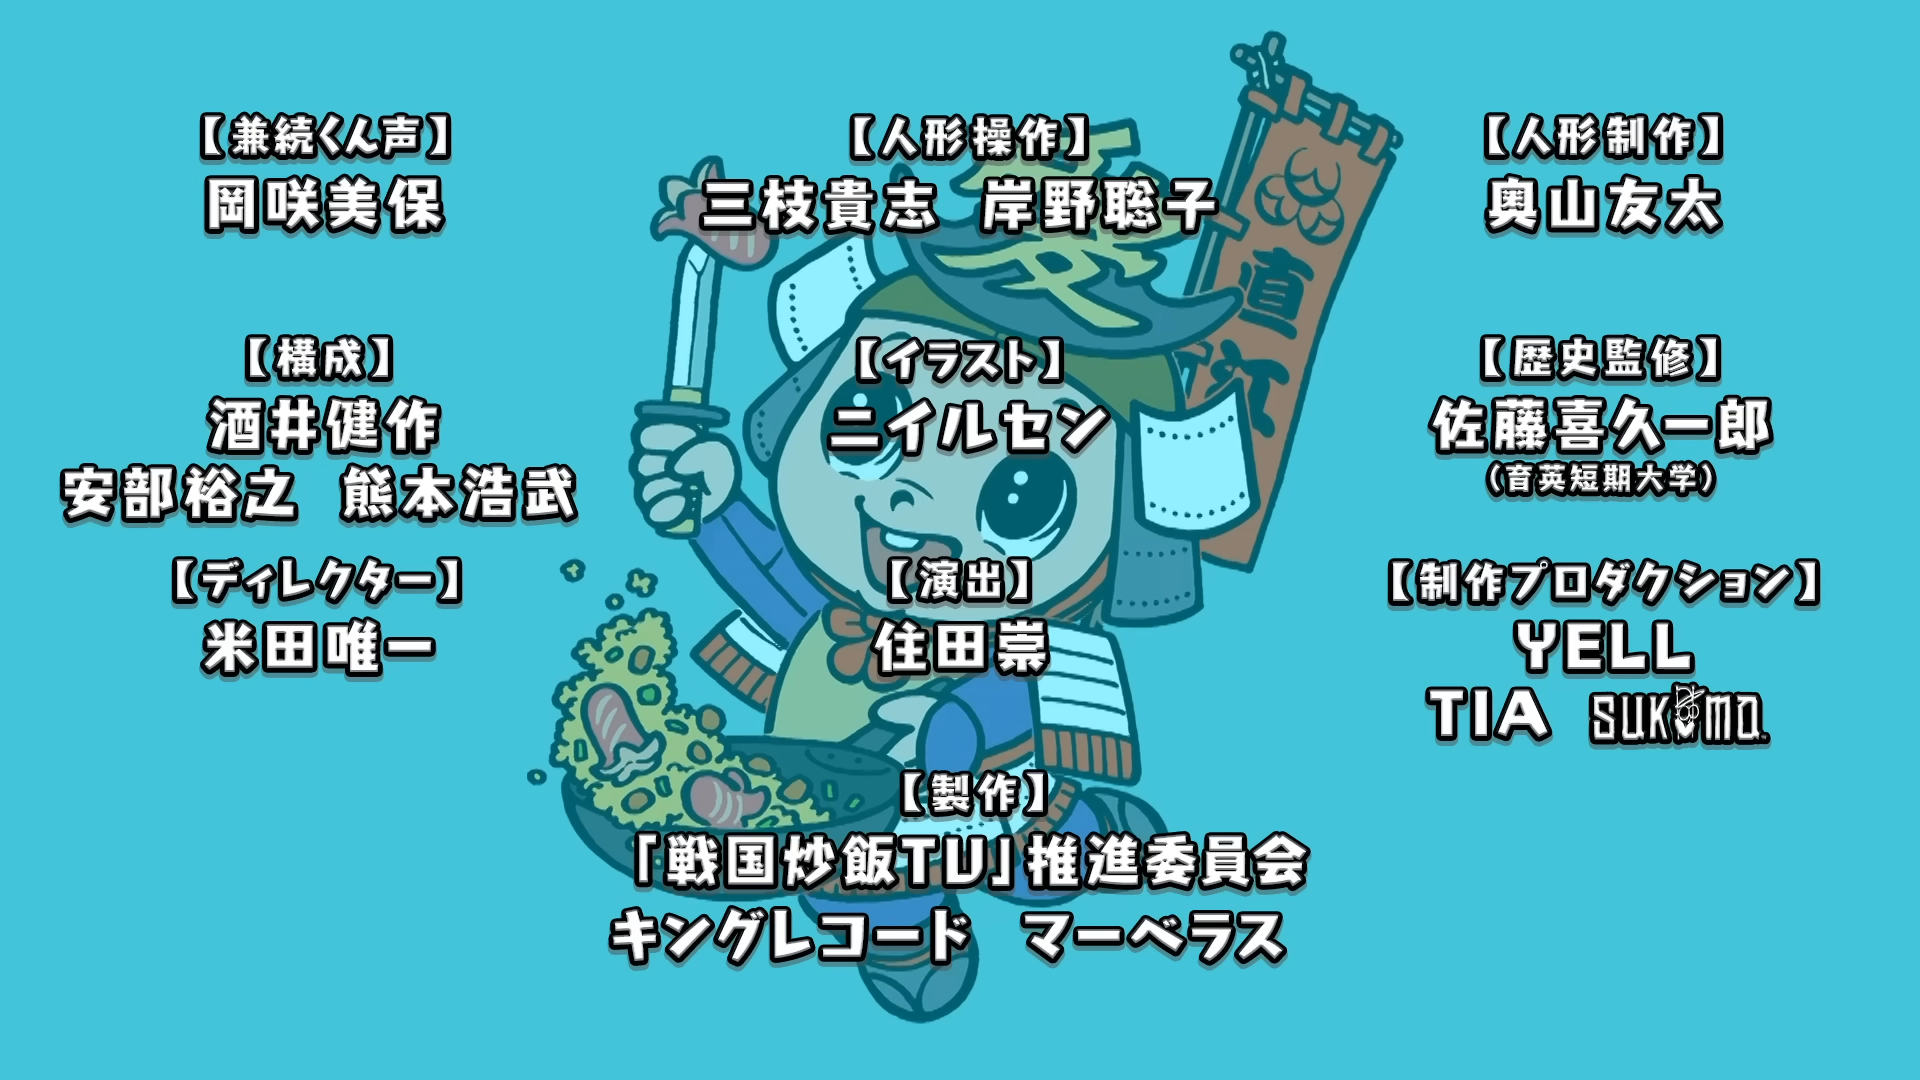 【兼続くん声】
岡咲美保
【人形操作】
三枝貴志 岸野聡子
【人形制作】
奥山友太
【構成】
酒井健作
安部裕之 熊本浩武
【イラスト】
ニイルセン
【歴史監修】
佐藤喜久一郎
(育英短期大学)
【ディレクター】
米田唯一
【演出】
住田崇
【制作プロダクション】
YELL
TIA sukoma
【製作】
「戦国炒飯TV」推進委員会
キングレコード マーベラス
愛
直江